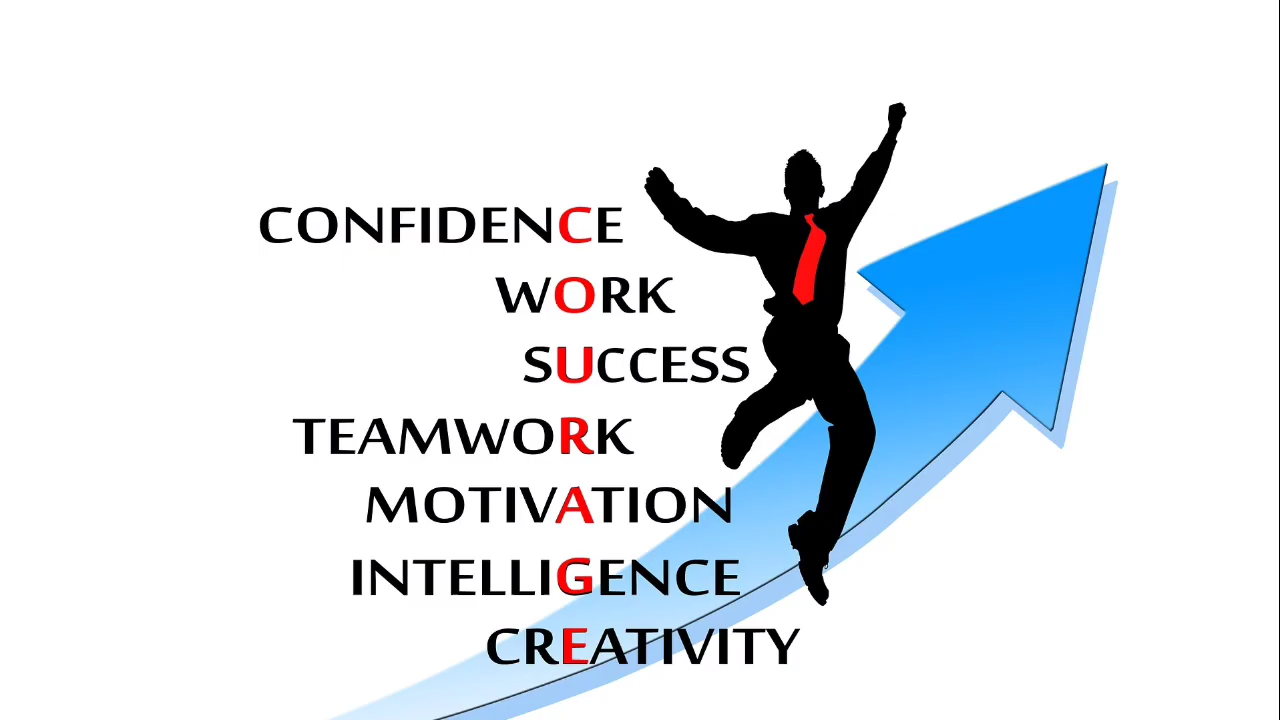 CONFIDENCE
WORK
SUCCESS
TEAMWORK
MOTIVATION
INTELLIGENCE
CREATIVITY